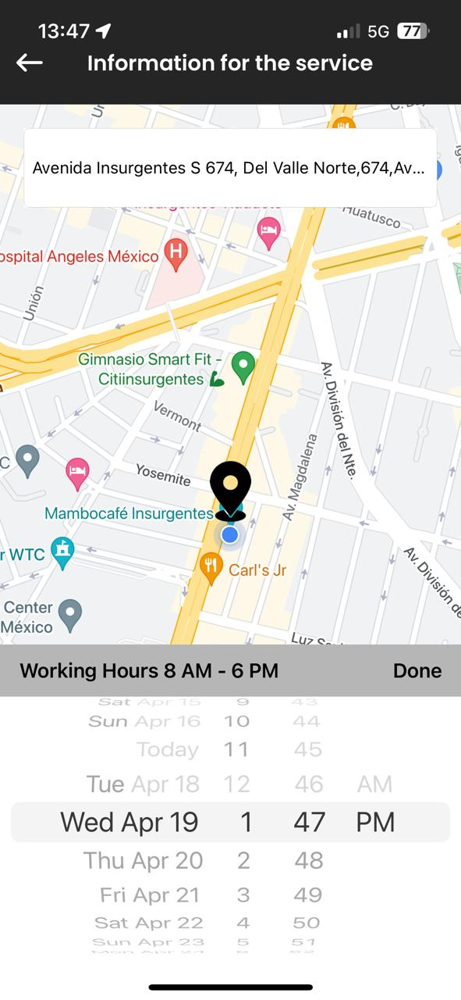 13:47
5G
77
Information for the service
Avenida Insurgentes S 674, Del Valle Norte,674,Av...
Huatusco
ospital Angeles México
H
Unión
Gimnasio Smart Fit -
Citiinsurgentes
Av. División del Nte.
Vermont
C
Yosemite
Av. Magdalena
Mambocafé Insurgentes
r WTC
Carl's Jr
Av. División de
Center
México
Working Hours 8 AM - 6 PM
Done
Sat Apr 15 9 43
Sun Apr 16 10 44
Today 11 45
Tue Apr 18 12 46 AM
Wed Apr 19 1 47 PM
Thu Apr 20 2 48
Fri Apr 21 3 49
Sat Apr 22 4 50
Sun Apr 23 5 51